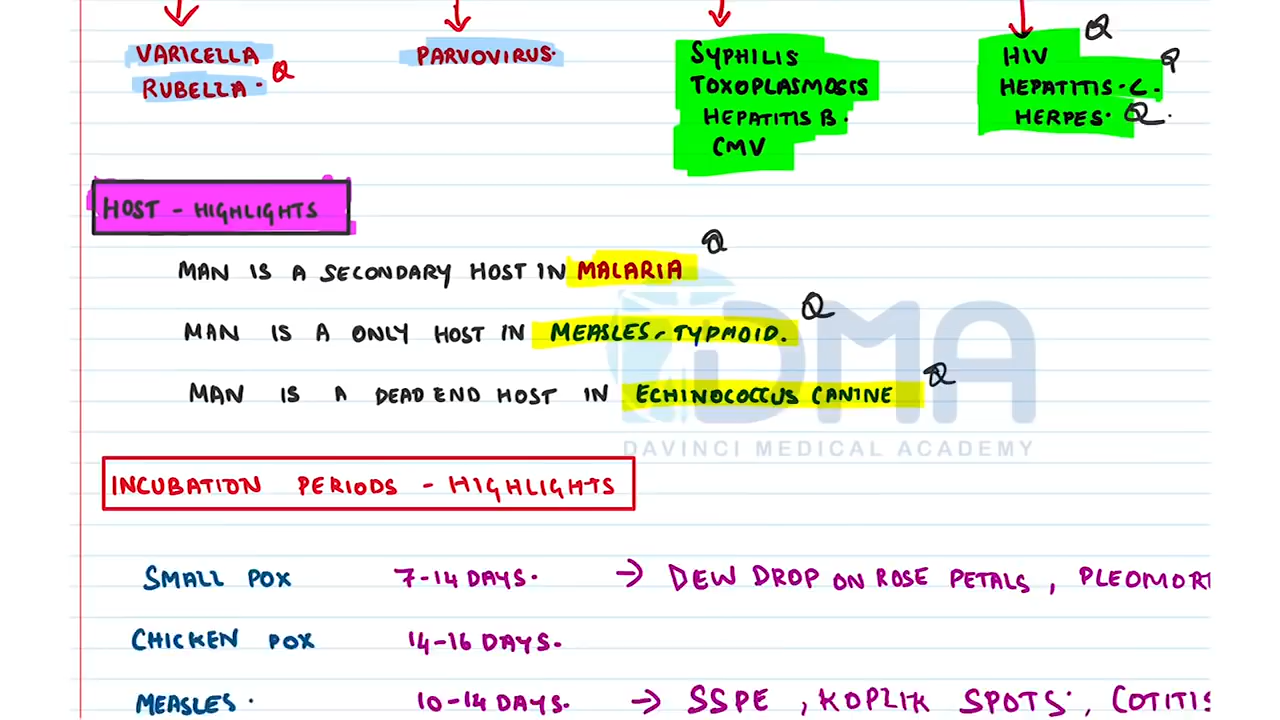 VARICELLA
RUBELLA. Q
PARVOVIRUS.
SYPHILIS
TOXOPLASMOSIS
HEPATITIS B.
CMV
HIV Q
HEPATITIS.C.
HERPES. Q.
HOST - HIGHLIGHTS
MAN IS A SECONDARY HOST IN MALARIA Q
MAN IS A ONLY HOST IN MEASLES, TYPHOID. Q
MAN IS A DEAD END HOST IN ECHINOCOCCUS CANINE Q
DMA
DAVINCI MEDICAL ACADEMY
INCUBATION PERIODS - HIGHLIGHTS
SMALL POX 7-14 DAYS. → DEW DROP ON ROSE PETALS, PLEOMOR
CHICKEN POX 14-16 DAYS.
MEASLES. 10-14 DAYS. → SSPE, KOPLIK SPOTS, (OTITIS